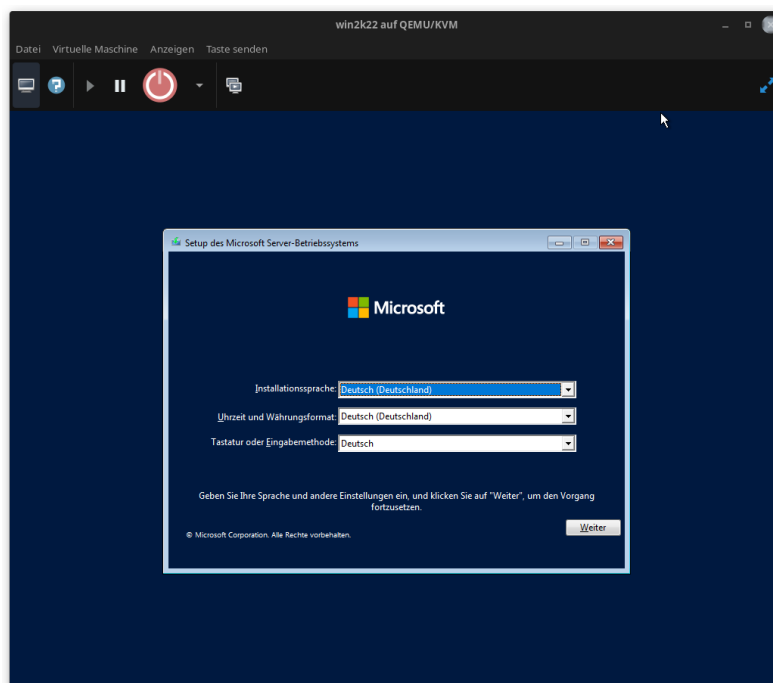 win2k22 auf QEMU/KVM
Datei Virtuelle Maschine Anzeigen Taste senden
Setup des Microsoft Server-Betriebssystems
Microsoft
Installationssprache: Deutsch (Deutschland)
Uhrzeit und Währungsformat: Deutsch (Deutschland)
Tastatur oder Eingabemethode: Deutsch
Geben Sie Ihre Sprache und andere Einstellungen ein, und klicken Sie auf "Weiter", um den Vorgang
fortzusetzen.
Weiter
© Microsoft Corporation. Alle Rechte vorbehalten.